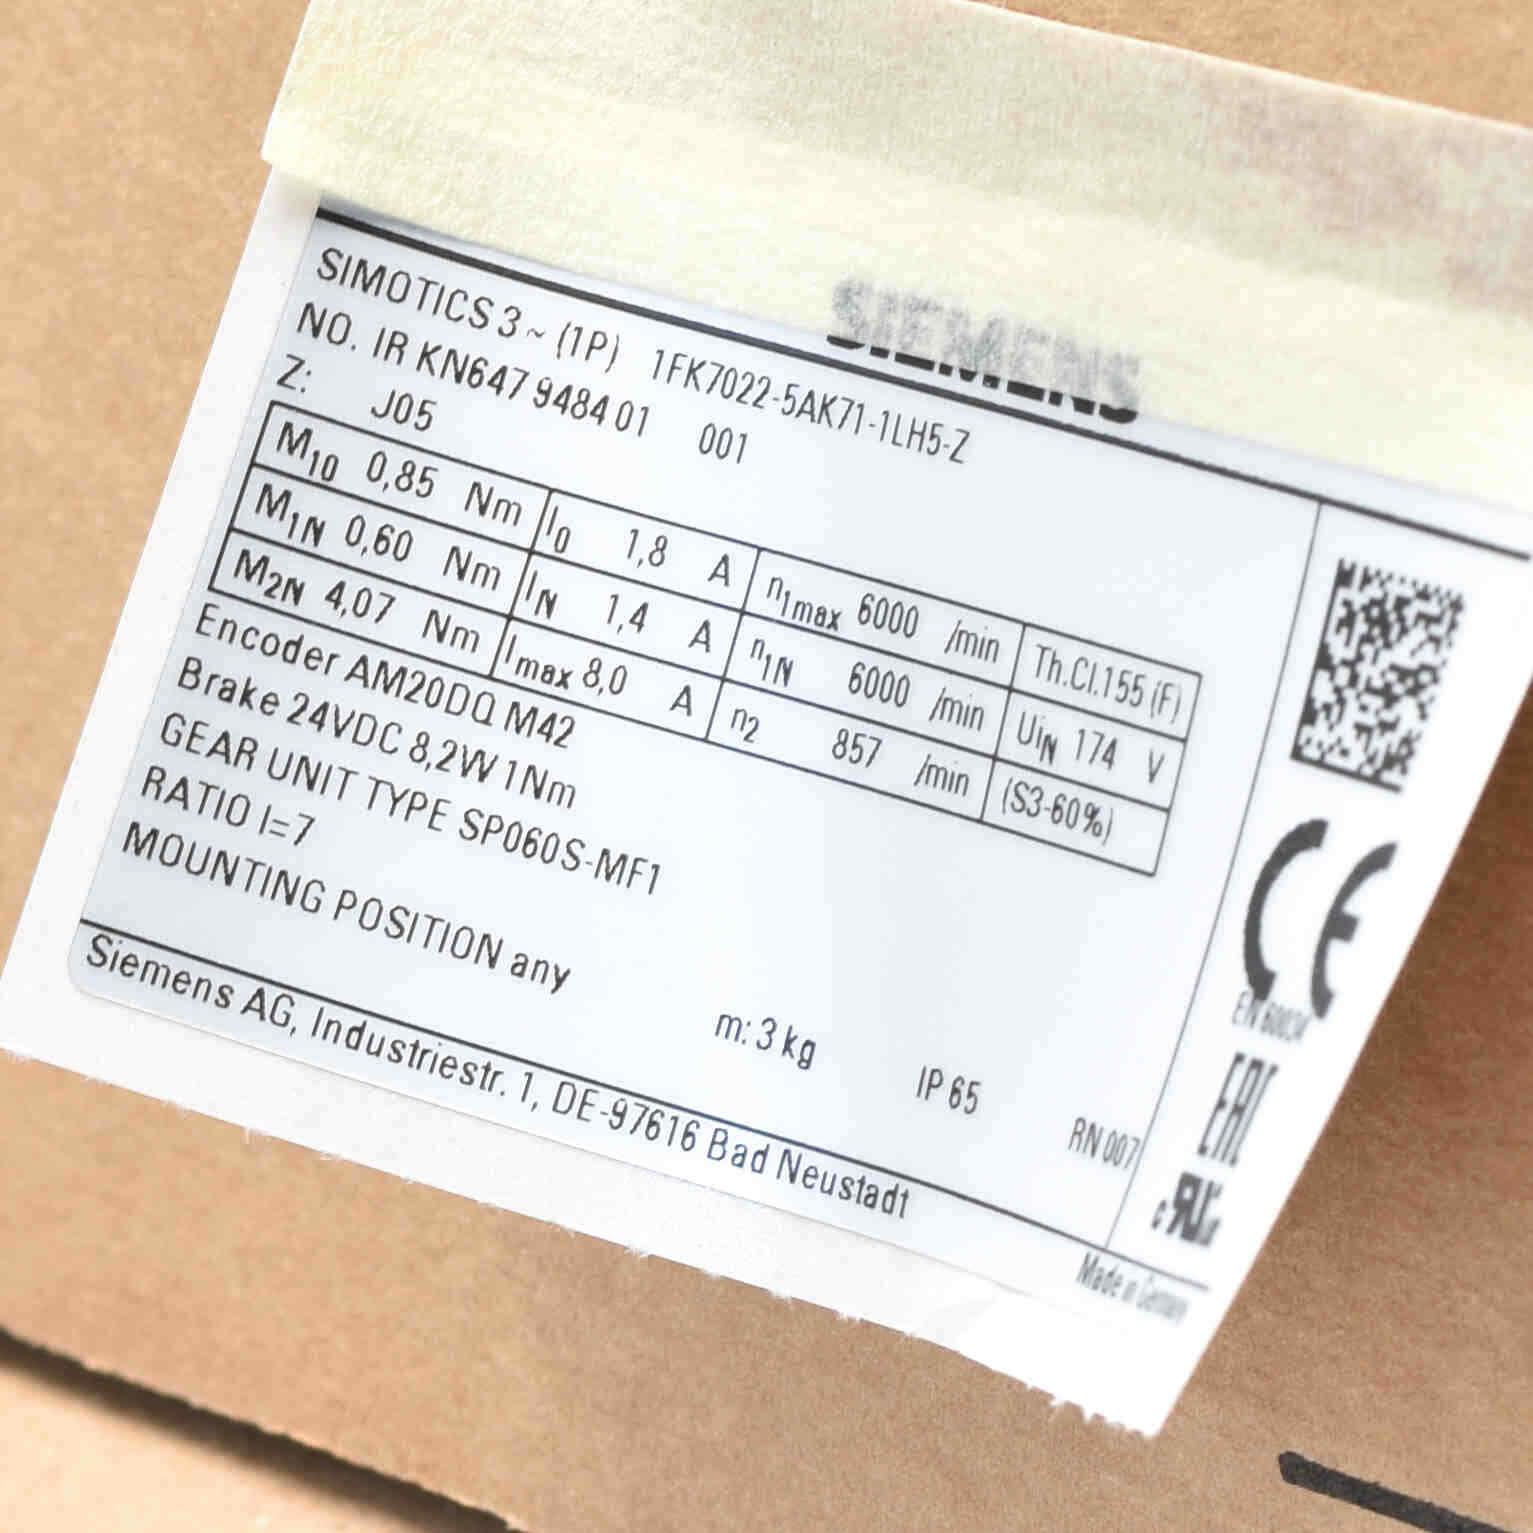 SIEMENS
SIMOTICS 3 ~ (1P) 1FK7022-5AK71-1LH5-Z
NO. IR KN647 9484 01 001
Z: J05
M10 0,85 Nm I0 1,8 A n1max 6000 /min Th.Cl.155 (F)
M1N 0,60 Nm IN 1,4 A n1N 6000 /min UiN 174 V
M2N 4,07 Nm Imax 8,0 A n2 857 /min (S3-60%)
Encoder AM20DQ M42
Brake 24VDC 8,2W 1Nm
GEAR UNIT TYPE SP060S-MF1
RATIO I=7
MOUNTING POSITION any
m: 3 kg IP 65 RN 007
CE
EN 60034
EAC
c RU us
Siemens AG, Industriestr. 1, DE-97616 Bad Neustadt
Made in Germany